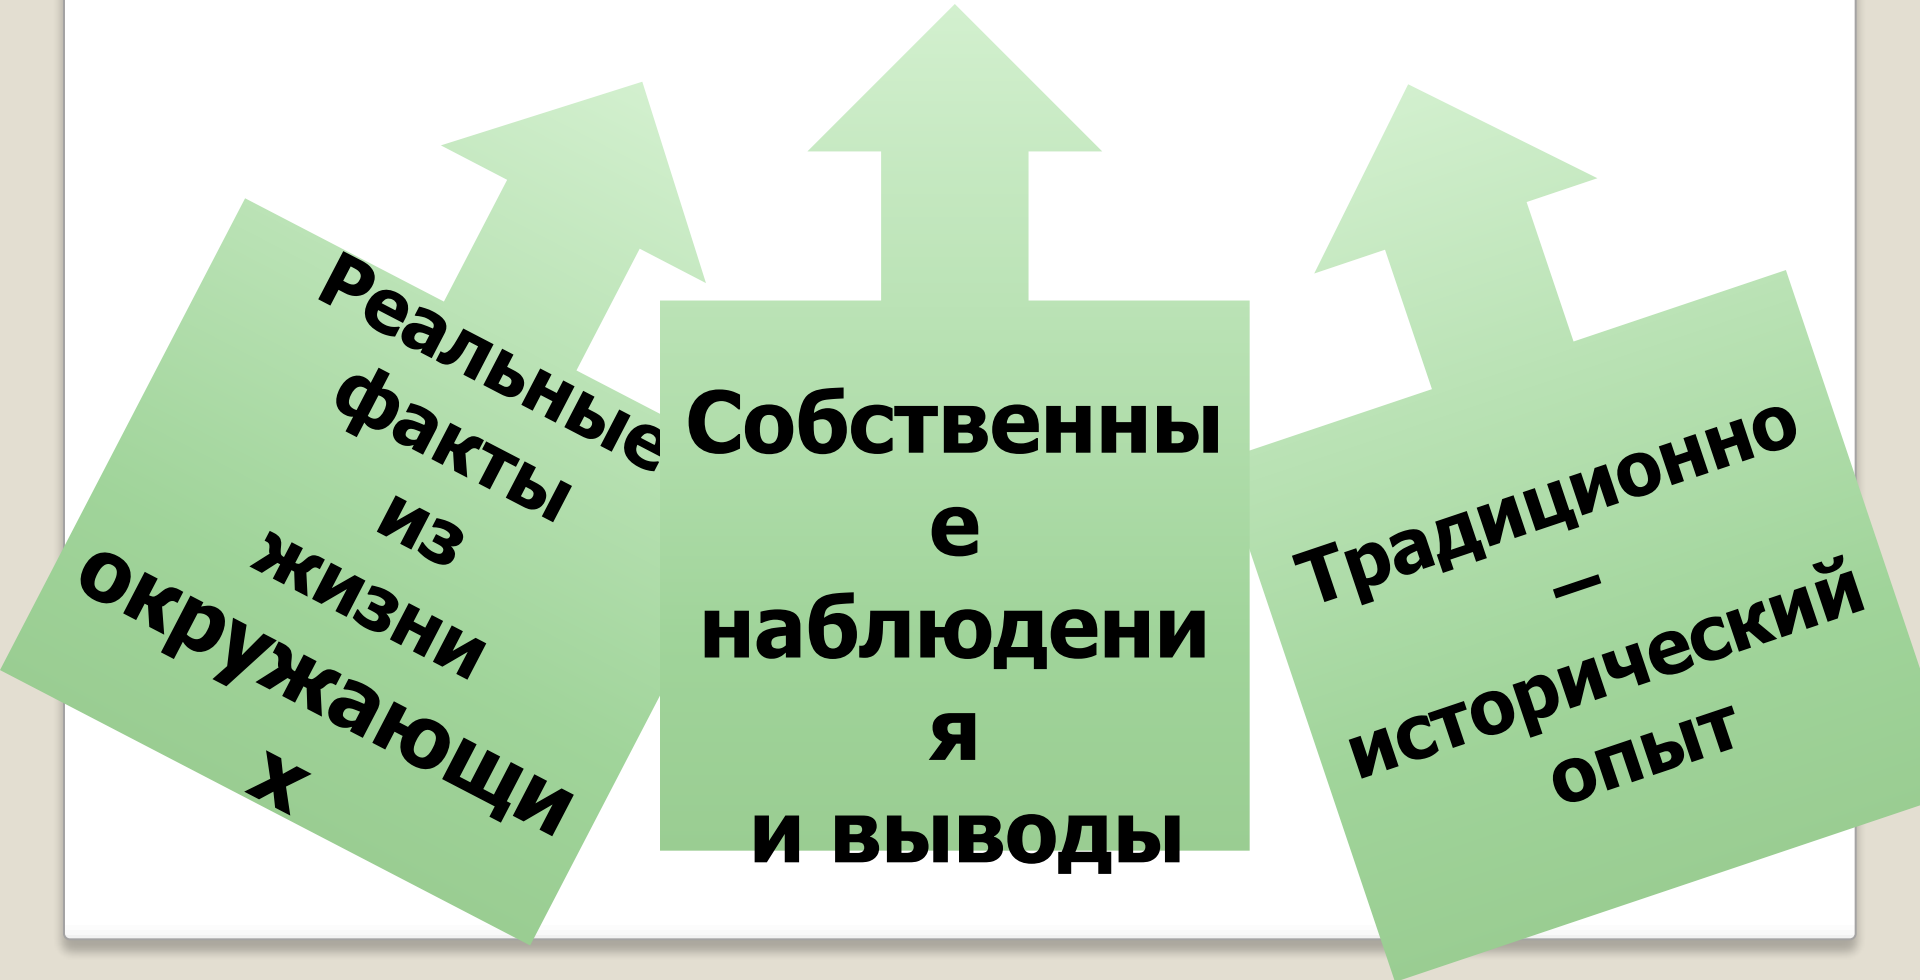 Реальные
факты
из
жизни
окружающи
х
Собственны
е
наблюдени
я
и выводы
Традиционно
–
исторический
опыт